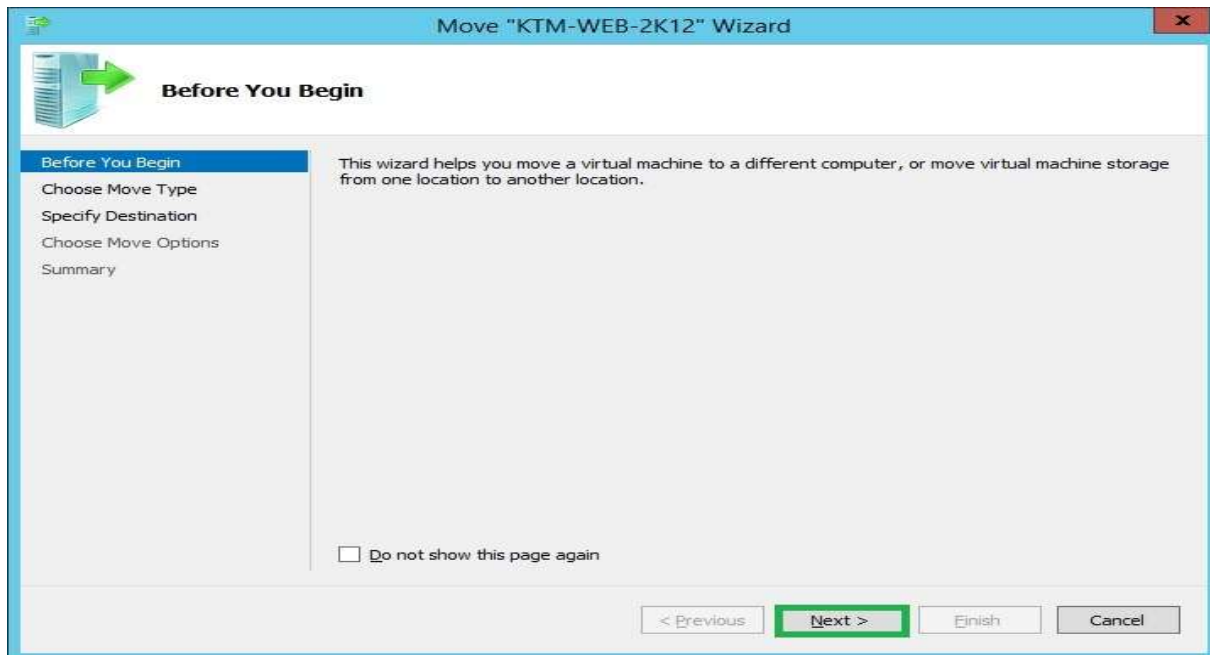 Move "KTM-WEB-2K12" Wizard
x
Before You Begin
Before You Begin
Choose Move Type
Specify Destination
Choose Move Options
Summary
This wizard helps you move a virtual machine to a different computer, or move virtual machine storage
from one location to another location.
Do not show this page again
< Previous
Next >
Finish
Cancel